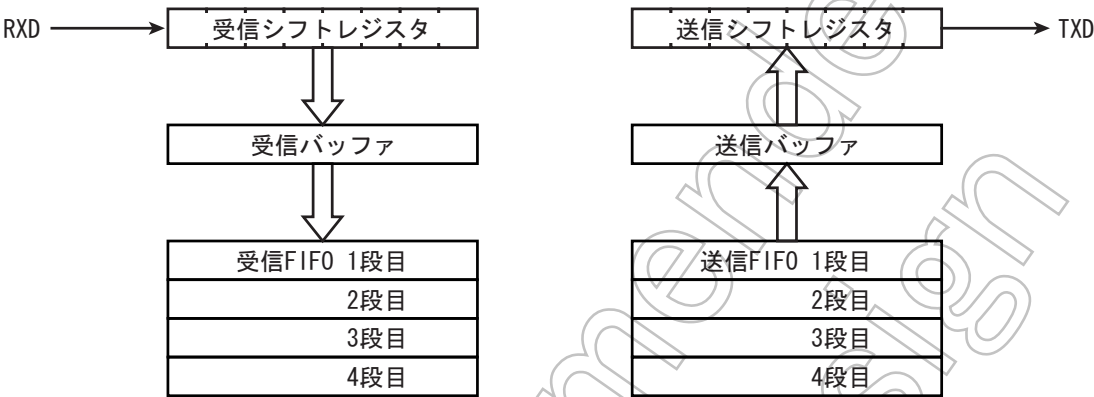 RXD
受信シフトレジスタ
受信バッファ
受信FIFO 1段目
2段目
3段目
4段目
送信シフトレジスタ
TXD
送信バッファ
送信FIFO 1段目
2段目
3段目
4段目